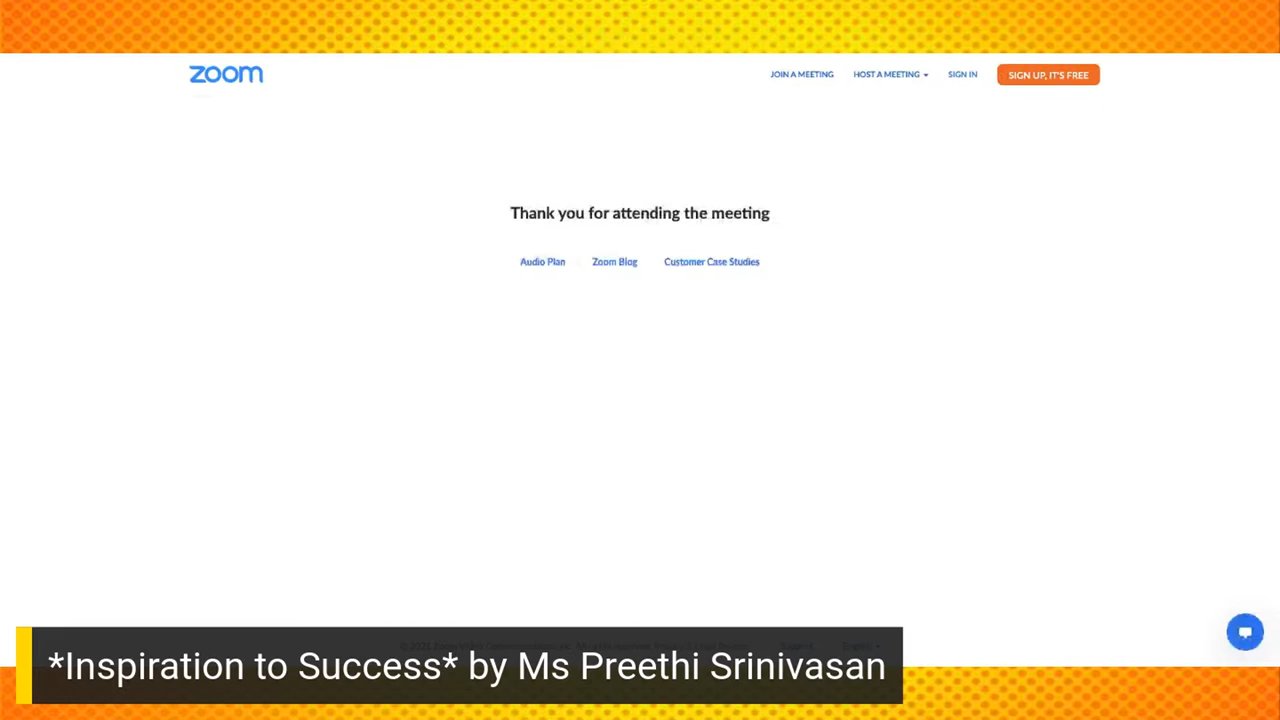 zoom
JOIN A MEETING
HOST A MEETING
SIGN IN
SIGN UP, IT'S FREE
Thank you for attending the meeting
Audio Plan
Zoom Blog
Customer Case Studies
*Inspiration to Success* by Ms Preethi Srinivasan